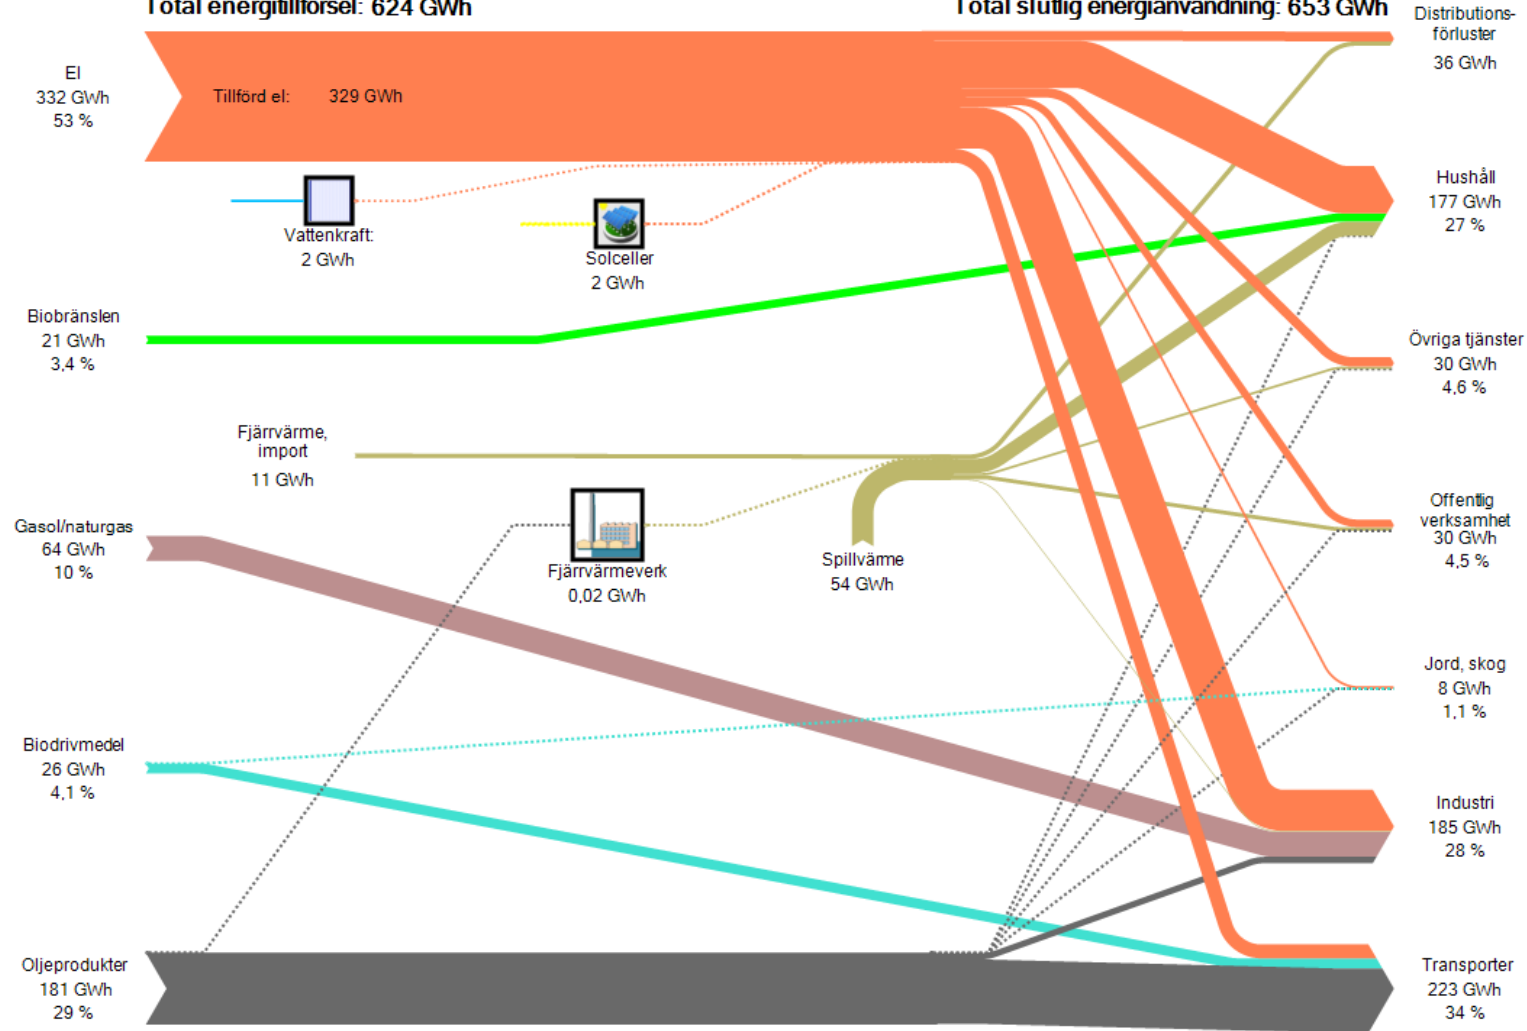 Total energitillförsel: 624 GWh
Total slutlig energianvändning: 653 GWh
Distributions-
förluster
36 GWh
El
332 GWh
53 %
Tillförd el: 329 GWh
Vattenkraft:
2 GWh
Solceller
2 GWh
Hushåll
177 GWh
27 %
Biobränslen
21 GWh
3,4 %
Övriga tjänster
30 GWh
4,6 %
Fjärrvärme,
import
11 GWh
Gasol/naturgas
64 GWh
10 %
Fjärrvärmeverk
0,02 GWh
Spillvärme
54 GWh
Offentlig
verksamhet
30 GWh
4,5 %
Jord, skog
8 GWh
1,1 %
Biodrivmedel
26 GWh
4,1 %
Industri
185 GWh
28 %
Oljeprodukter
181 GWh
29 %
Transporter
223 GWh
34 %